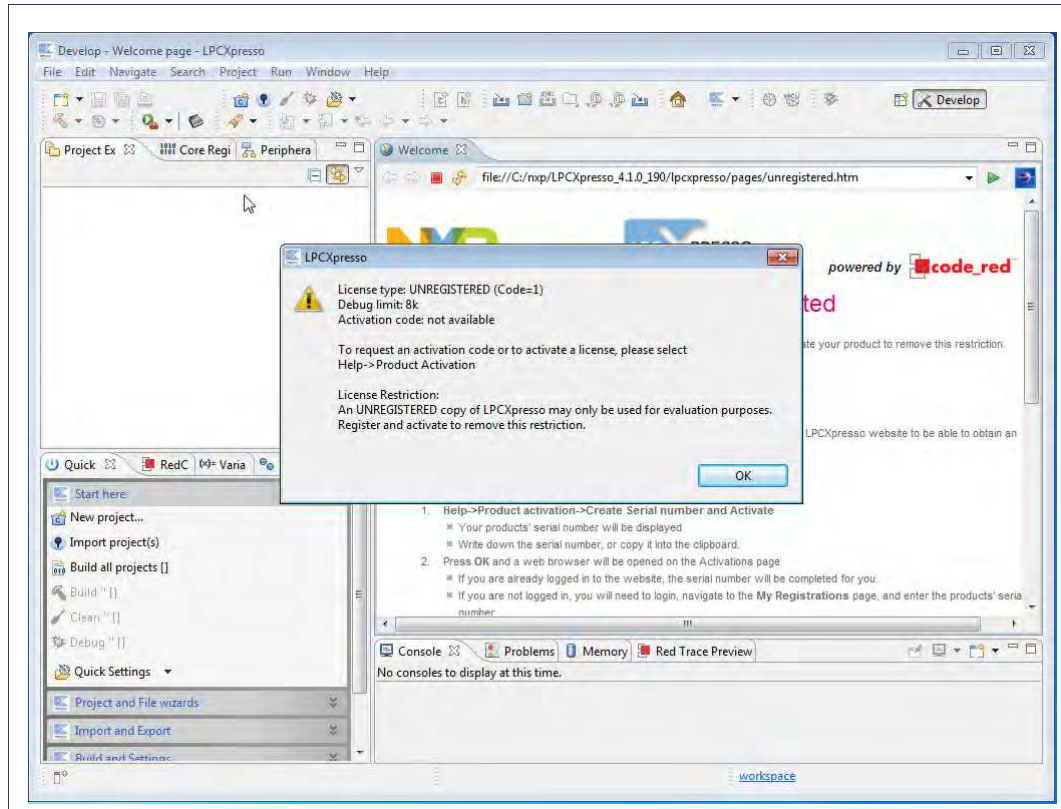 Develop - Welcome page - LPCXpresso
File Edit Navigate Search Project Run Window Help
Develop
Project Ex
Core Regi
Periphera
Welcome
file://C:/nxp/LPCXpresso_4.1.0_190/lpcxpresso/pages/unregistered.htm
powered by code_red
ted
ate your product to remove this restriction.
LPCXpresso website to be able to obtain an
LPCXpresso
License type: UNREGISTERED (Code=1)
Debug limit: 8k
Activation code: not available
To request an activation code or to activate a license, please select
Help->Product Activation
License Restriction:
An UNREGISTERED copy of LPCXpresso may only be used for evaluation purposes.
Register and activate to remove this restriction.
OK
1. Help->Product activation->Create Serial number and Activate
Your products' serial number will be displayed
Write down the serial number, or copy it into the clipboard.
2. Press OK and a web browser will be opened on the Activations page
If you are already logged in to the website, the serial number will be completed for you.
If you are not logged in, you will need to login, navigate to the My Registrations page, and enter the products' seria
number
Quick
RedC
(x)= Varia
Start here
New project...
Import project(s)
Build all projects []
Build '' []
Clean '' []
Debug '' []
Quick Settings
Project and File wizards
Import and Export
Build and Settings
Console
Problems
Memory
Red Trace Preview
No consoles to display at this time.
workspace